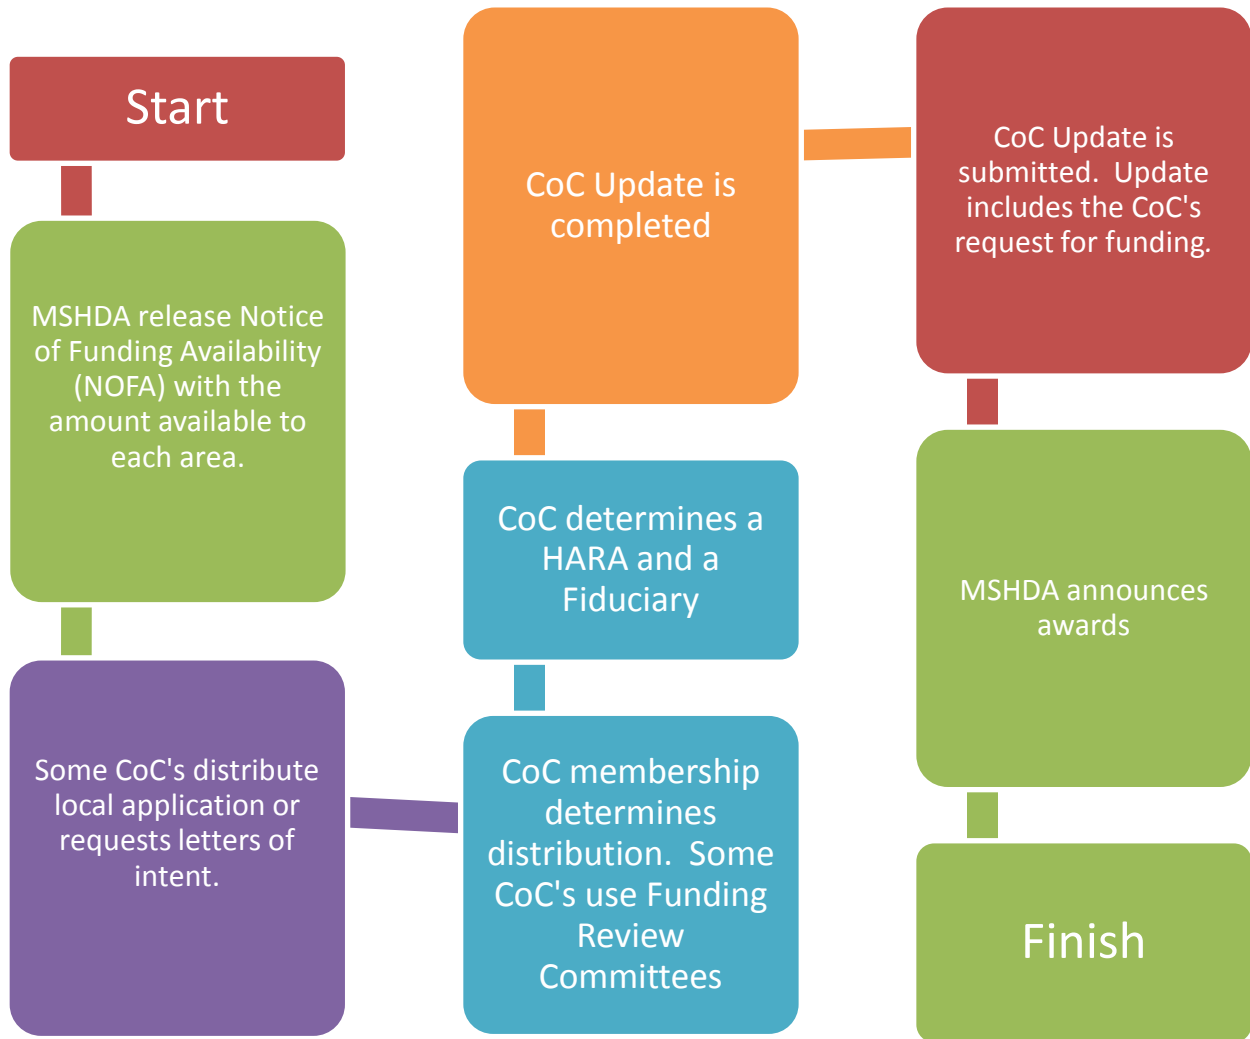 Start
MSHDA release Notice
of Funding Availability
(NOFA) with the
amount available to
each area.
Some CoC's distribute
local application or
requests letters of
intent.
CoC membership
determines
distribution.  Some
CoC's use Funding
Review
Committees
CoC determines a
HARA and a
Fiduciary
CoC Update is
completed
CoC Update is
submitted.  Update
includes the CoC's
request for funding.
MSHDA announces
awards
Finish